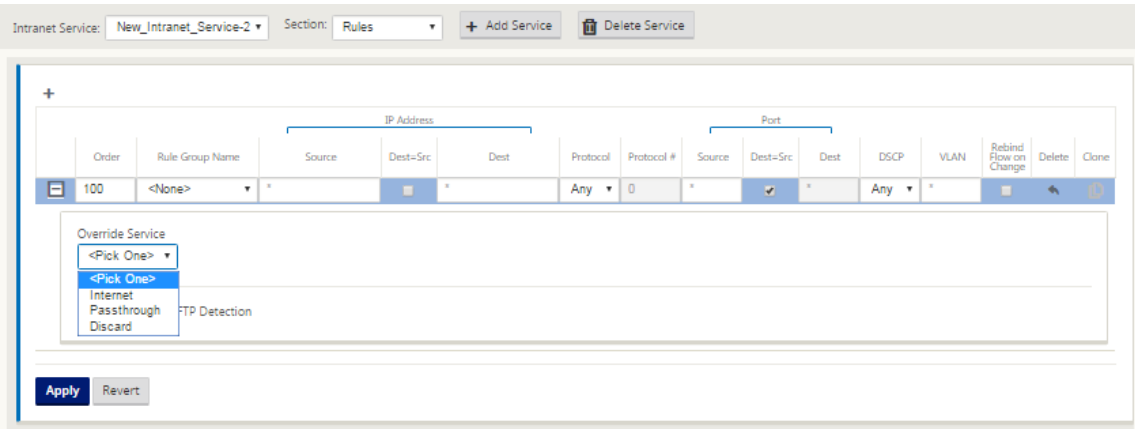 Intranet Service: New_Intranet_Service-2 Section: Rules + Add Service Delete Service
+
IP Address Port
Order Rule Group Name Source Dest=Src Dest Protocol Protocol # Source Dest=Src Dest DSCP VLAN Rebind Flow on Change Delete Clone
100 <None> * * Any 0 * * Any *
Override Service
<Pick One>
<Pick One>
Internet
Passthrough
FTP Detection
Discard
Apply Revert